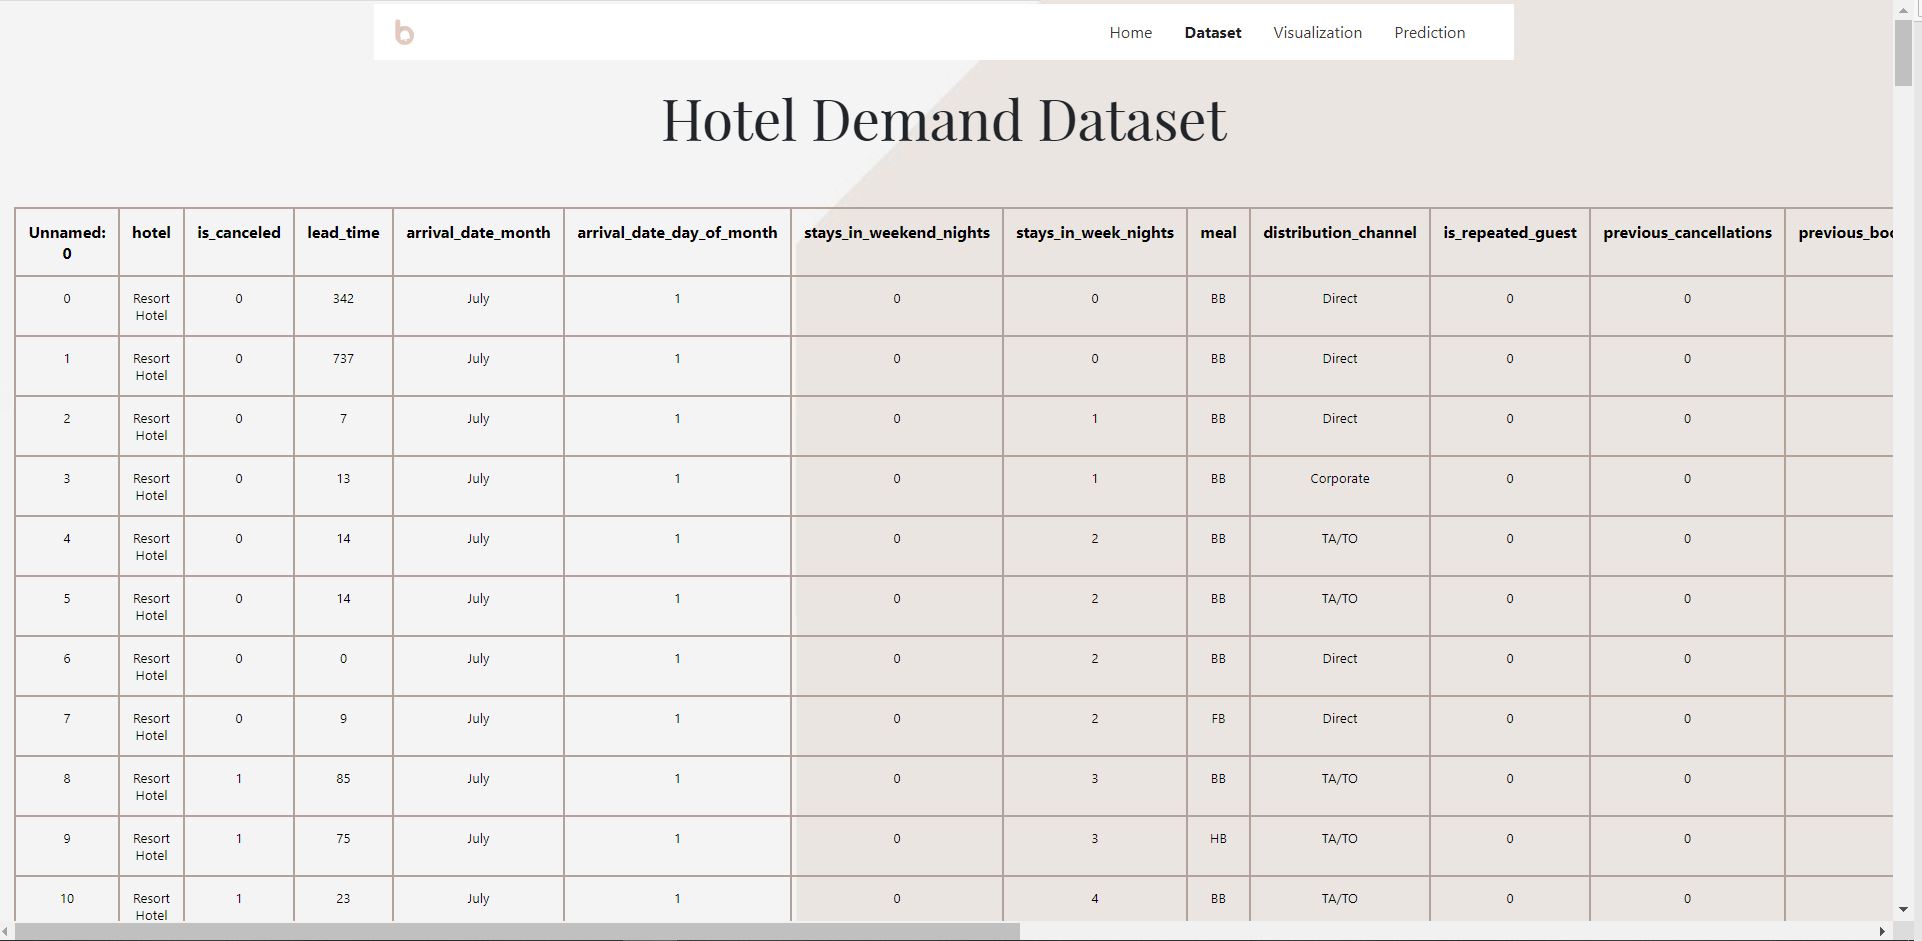 b
Home Dataset Visualization Prediction
Hotel Demand Dataset
Unnamed: 0 hotel is_canceled lead_time arrival_date_month arrival_date_day_of_month stays_in_weekend_nights stays_in_week_nights meal distribution_channel is_repeated_guest previous_cancellations previous_boo
0 Resort Hotel 0 342 July 1 0 0 BB Direct 0 0
1 Resort Hotel 0 737 July 1 0 0 BB Direct 0 0
2 Resort Hotel 0 7 July 1 0 1 BB Direct 0 0
3 Resort Hotel 0 13 July 1 0 1 BB Corporate 0 0
4 Resort Hotel 0 14 July 1 0 2 BB TA/TO 0 0
5 Resort Hotel 0 14 July 1 0 2 BB TA/TO 0 0
6 Resort Hotel 0 0 July 1 0 2 BB Direct 0 0
7 Resort Hotel 0 9 July 1 0 2 FB Direct 0 0
8 Resort Hotel 1 85 July 1 0 3 BB TA/TO 0 0
9 Resort Hotel 1 75 July 1 0 3 HB TA/TO 0 0
10 Resort Hotel 1 23 July 1 0 4 BB TA/TO 0 0